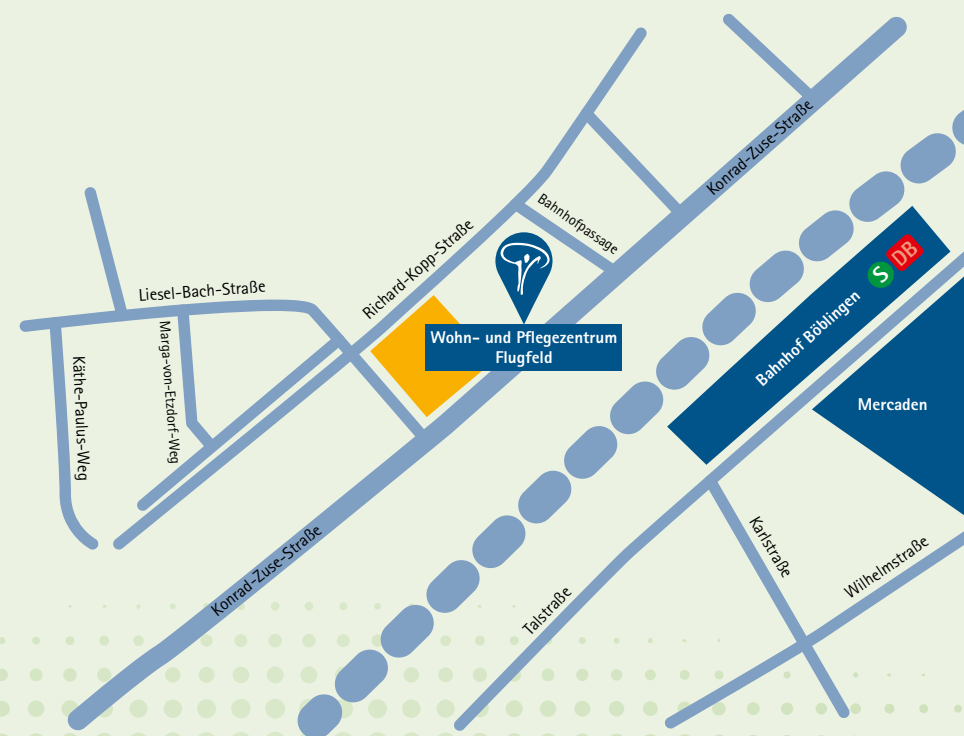 Konrad-Zuse-Straße
Bahnhofpassage
Richard-Kopp-Straße
Liesel-Bach-Straße
Marga-von-Etzdorf-Weg
Käthe-Paulus-Weg
Wohn- und Pflegezentrum
Flugfeld
S
DB
Bahnhof Böblingen
Mercaden
Konrad-Zuse-Straße
Talstraße
Karlstraße
Wilhelmstraße